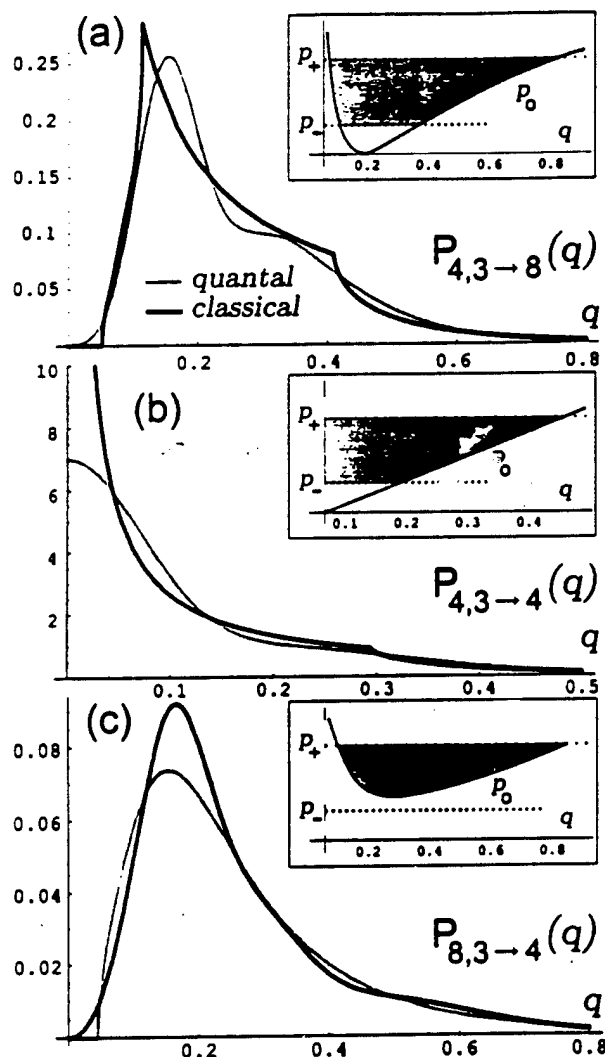 (a)
0.25
0.2
0.15
0.1
0.05
0.2 0.4 0.6 0.8
quantal
classical
P4,3→8(q)
q
p+
p-
p0
q
0.2 0.4 0.6 0.8
(b)
10
8
6
4
2
0.1 0.2 0.3 0.4 0.5
P4,3→4(q)
q
p+
p-
p0
q
0.1 0.2 0.3 0.4
(c)
0.08
0.06
0.04
0.02
0.2 0.4 0.6 0.8
P8,3→4(q)
q
p+
p-
p0
q
0.2 0.4 0.6 0.8